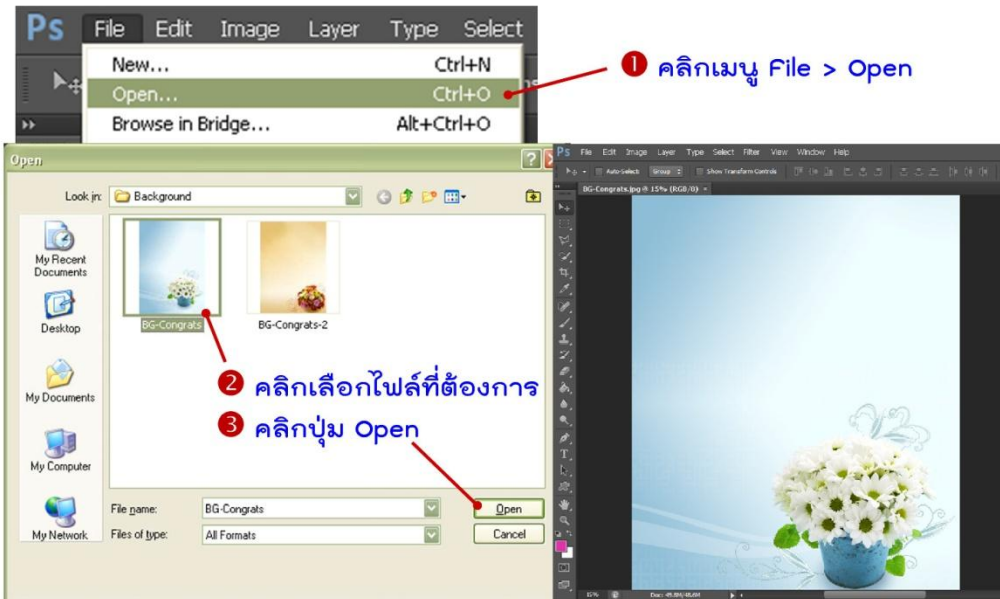 Ps File Edit Image Layer Type Select
New... Ctrl+N
Open... Ctrl+O
Browse in Bridge... Alt+Ctrl+O
❶ คลิกเมนู File > Open
Open
Look in: Background
My Recent Documents
Desktop
My Documents
My Computer
My Network
BG-Congrats
BG-Congrats-2
❷ คลิกเลือกไฟล์ที่ต้องการ
❸ คลิกปุ่ม Open
File name: BG-Congrats Open
Files of type: All Formats Cancel
Ps File Edit Image Layer Type Select Filter View Window Help
Auto-Select: Group Show Transform Controls
BG-Congrats.jpg @ 15% (RGB/8) ×
15% Doc: